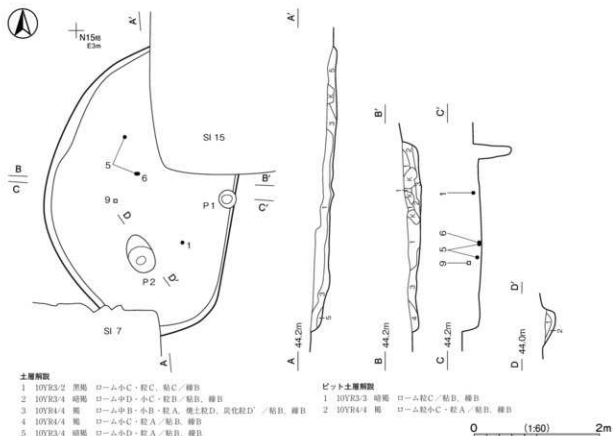 N15格
E3m
A'
A'
SI 15
B
C
5
6
9
D
P1
B'
C'
1
P2
D'
SI 7
A
A 44.2m
B'
B 44.2m
C'
1
6
5
9
C 44.2m
D'
D 44.0m
土層解説
1 10YR3/2 黒褐 ローム小C・粒C, 粘C/締B
2 10YR3/4 暗褐 ローム中D・小C・粒B/粘B, 締B
3 10YR4/4 褐 ローム中B・小B・粒A, 焼土粒D, 炭化粒D'/粘B, 締B
4 10YR4/4 褐 ローム小C・粒A/粘B, 締B
5 10YR3/4 暗褐 ローム小D・粒A/粘B, 締B
ピット土層解説
1 10YR3/3 暗褐 ローム粒C/粘B, 締B
2 10YR4/4 褐 ローム粒小C・粒A/粘B, 締B
0 (1:60) 2m